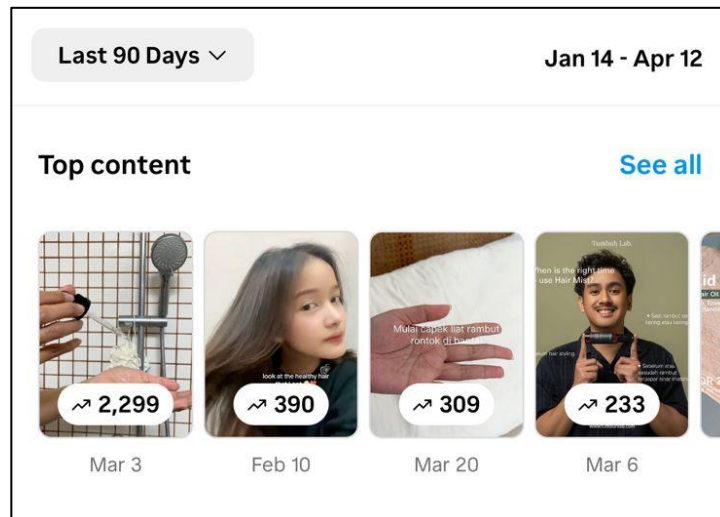 Last 90 Days
Jan 14 - Apr 12
Top content
See all
2,299
390
309
233
Mar 3
Feb 10
Mar 20
Mar 6
look at the healthy hair
Mulai capek liat rambut
rontok di
Tumbuh Lab.
hen is the right time
use Hair Mist?
id